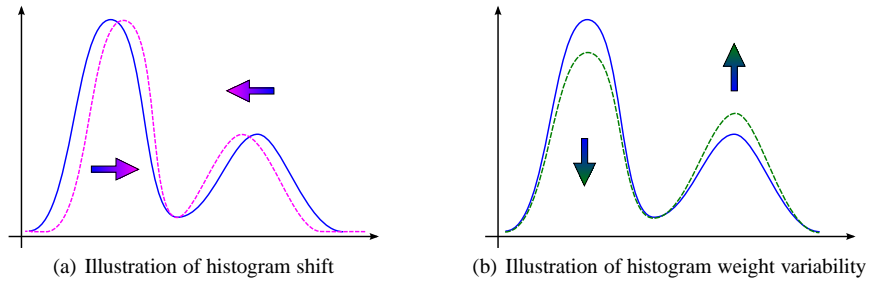 (a) Illustration of histogram shift
(b) Illustration of histogram weight variability